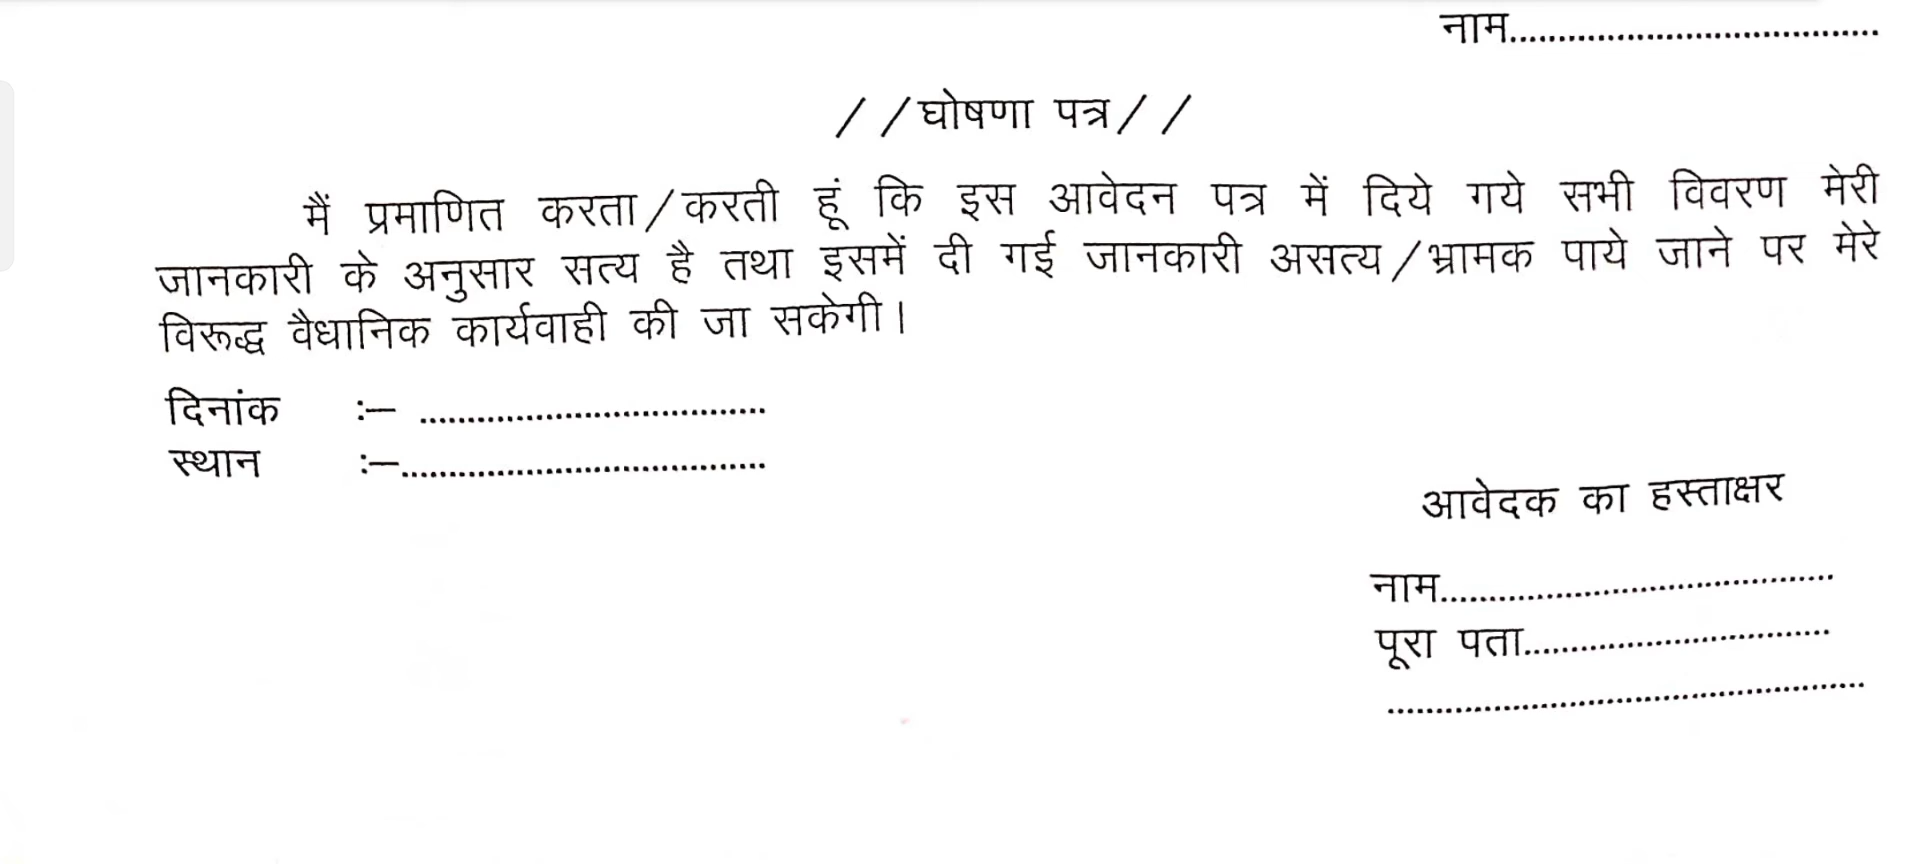 नाम......................................
//घोषणा पत्र//
मैं प्रमाणित करता/करती हूं कि इस आवेदन पत्र में दिये गये सभी विवरण मेरी
जानकारी के अनुसार सत्य है तथा इसमें दी गई जानकारी असत्य/भ्रामक पाये जाने पर मेरे
विरूद्ध वैधानिक कार्यवाही की जा सकेगी।
दिनांक :– ....................................
स्थान :–......................................
आवेदक का हस्ताक्षर
नाम.........................................
पूरा पता................................
..................................................